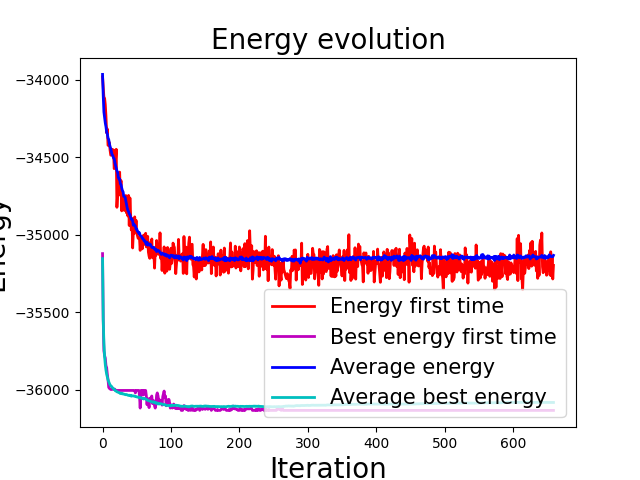 Energy evolution
Energy
−34000
−34500
−35000
−35500
−36000
Energy first time
Best energy first time
Average energy
Average best energy
0
100
200
300
400
500
600
Iteration